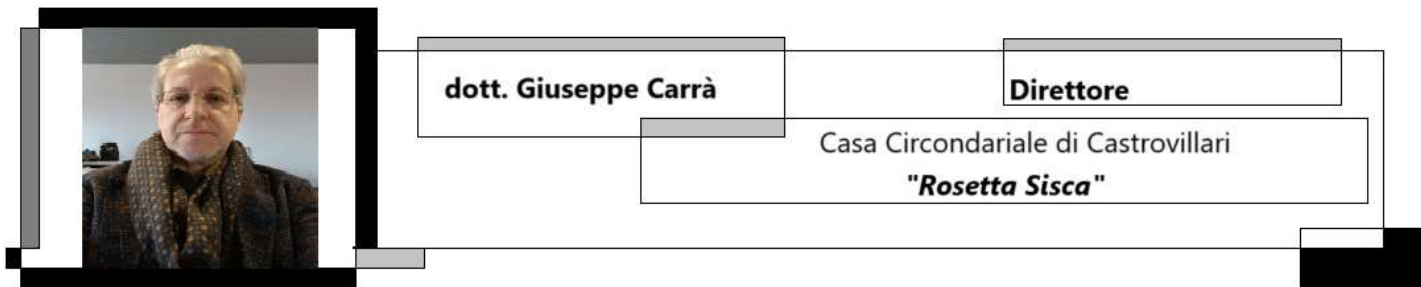 dott. Giuseppe Carrà
Direttore
Casa Circondariale di Castrovillari
"Rosetta Sisca"